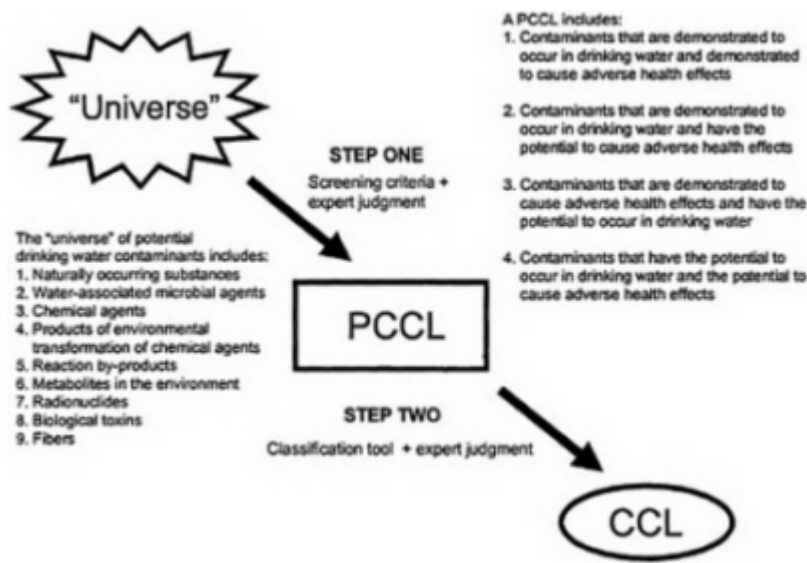 "Universe"
STEP ONE
Screening criteria +
expert judgment
A PCCL includes:
1. Contaminants that are demonstrated to
occur in drinking water and demonstrated
to cause adverse health effects
2. Contaminants that are demonstrated to
occur in drinking water and have the
potential to cause adverse health effects
3. Contaminants that are demonstrated to
cause adverse health effects and have the
potential to occur in drinking water
4. Contaminants that have the potential to
occur in drinking water and the potential to
cause adverse health effects
The "universe" of potential
drinking water contaminants includes:
1. Naturally occurring substances
2. Water-associated microbial agents
3. Chemical agents
4. Products of environmental
transformation of chemical agents
5. Reaction by-products
6. Metabolites in the environment
7. Radionuclides
8. Biological toxins
9. Fibers
PCCL
STEP TWO
Classification tool + expert judgment
CCL